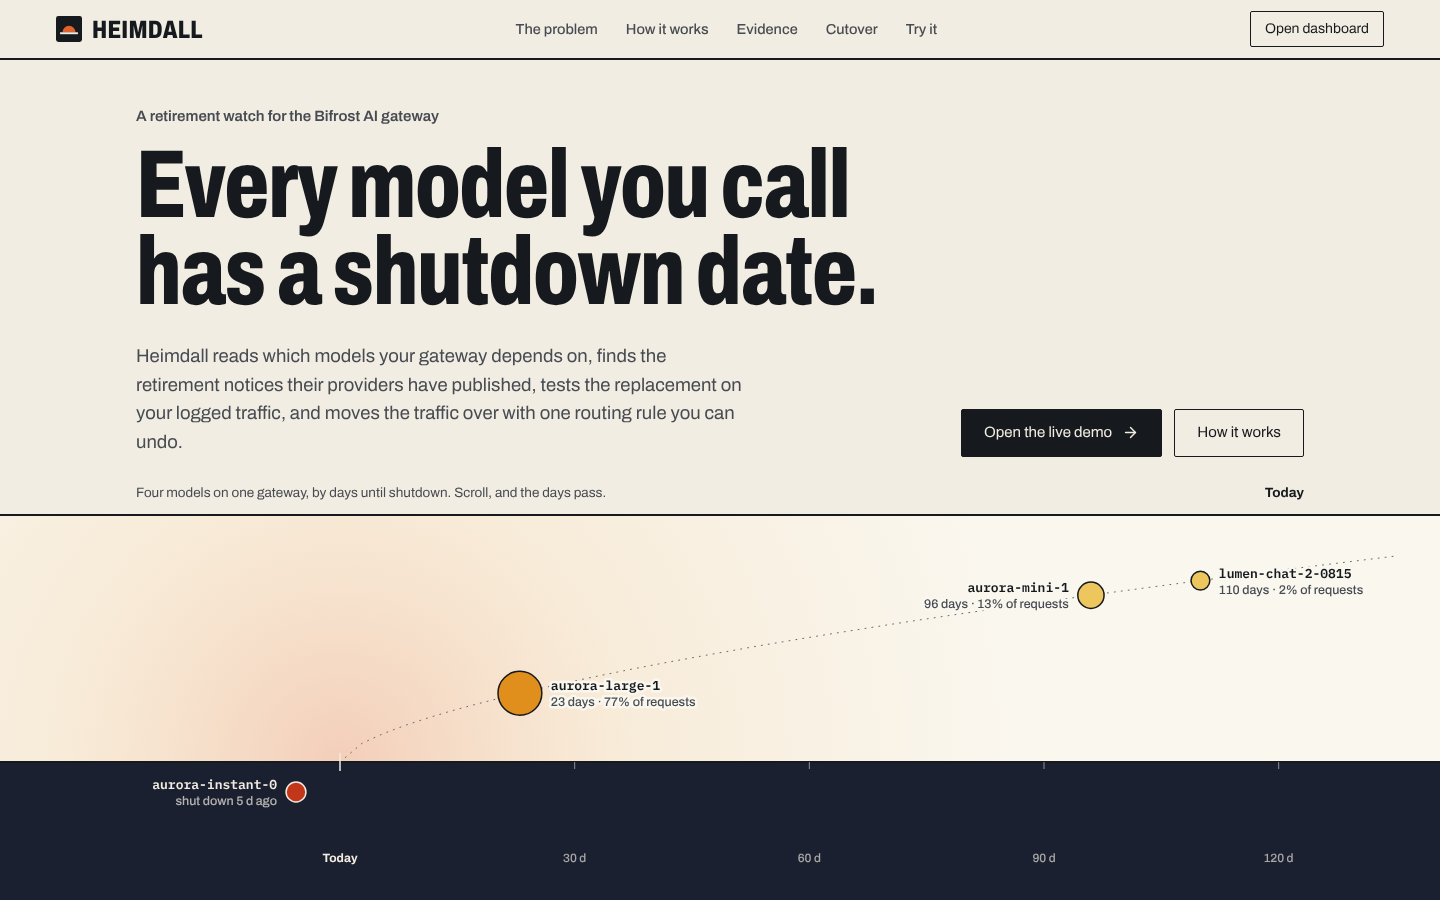 HEIMDALL
The problem
How it works
Evidence
Cutover
Try it
Open dashboard
A retirement watch for the Bifrost AI gateway
Every model you call
has a shutdown date.
Heimdall reads which models your gateway depends on, finds the
retirement notices their providers have published, tests the replacement on
your logged traffic, and moves the traffic over with one routing rule you can
undo.
Open the live demo →
How it works
Four models on one gateway, by days until shutdown. Scroll, and the days pass.
Today
aurora-mini-1
96 days · 13% of requests
lumen-chat-2-0815
110 days · 2% of requests
aurora-large-1
23 days · 77% of requests
aurora-instant-0
shut down 5 d ago
Today
30 d
60 d
90 d
120 d